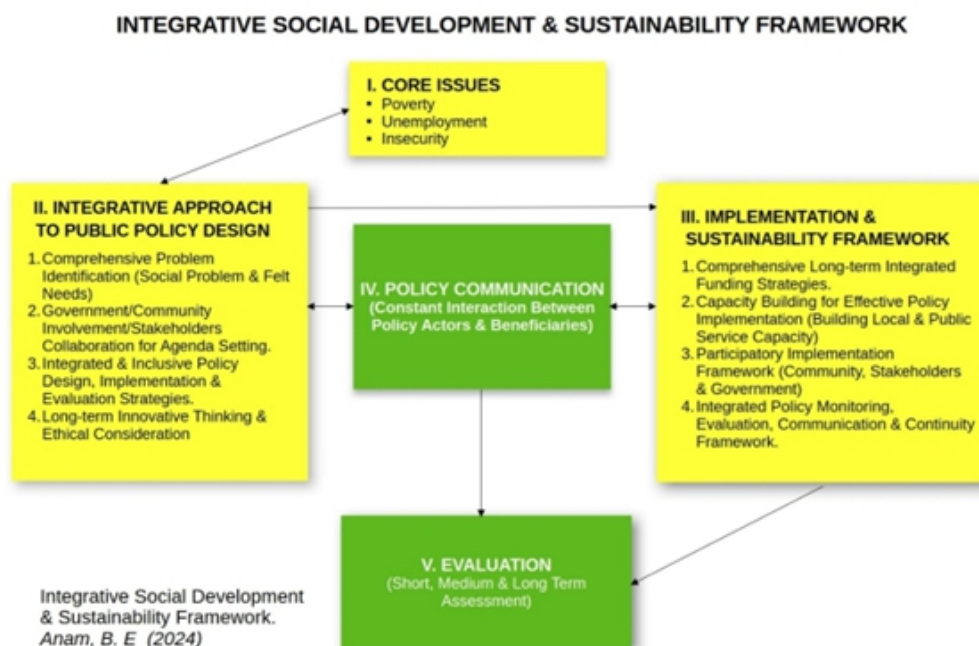 INTEGRATIVE SOCIAL DEVELOPMENT & SUSTAINABILITY FRAMEWORK
I. CORE ISSUES
▪ Poverty
▪ Unemployment
▪ Insecurity
II. INTEGRATIVE APPROACH
TO PUBLIC POLICY DESIGN
1. Comprehensive Problem
Identification (Social Problem & Felt
Needs)
2. Government/Community
Involvement/Stakeholders
Collaboration for Agenda Setting.
3. Integrated & Inclusive Policy
Design, Implementation &
Evaluation Strategies.
4. Long-term Innovative Thinking &
Ethical Consideration
IV. POLICY COMMUNICATION
(Constant Interaction Between
Policy Actors & Beneficiaries)
III. IMPLEMENTATION &
SUSTAINABILITY FRAMEWORK
1. Comprehensive Long-term Integrated
Funding Strategies.
2. Capacity Building for Effective Policy
Implementation (Building Local & Public
Service Capacity)
3. Participatory Implementation
Framework (Community, Stakeholders
& Government)
4. Integrated Policy Monitoring,
Evaluation, Communication & Continuity
Framework.
V. EVALUATION
(Short, Medium & Long Term
Assessment)
Integrative Social Development
& Sustainability Framework.
Anam, B. E (2024)